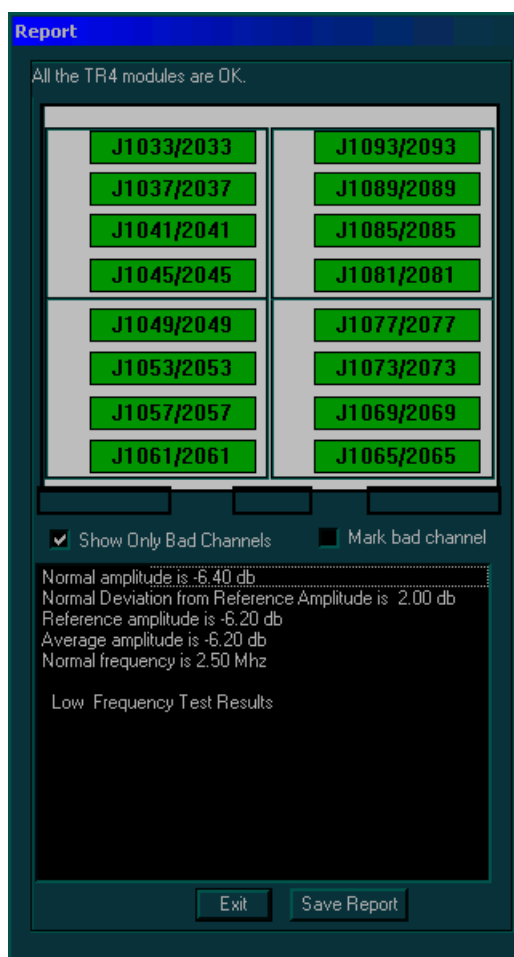 Report
All the TR4 modules are OK.
J1033/2033 J1093/2093
J1037/2037 J1089/2089
J1041/2041 J1085/2085
J1045/2045 J1081/2081
J1049/2049 J1077/2077
J1053/2053 J1073/2073
J1057/2057 J1069/2069
J1061/2061 J1065/2065
Show Only Bad Channels Mark bad channel
Normal amplitude is -6.40 db
Normal Deviation from Reference Amplitude is 2.00 db
Reference amplitude is -6.20 db
Average amplitude is -6.20 db
Normal frequency is 2.50 Mhz
Low Frequency Test Results
Exit Save Report